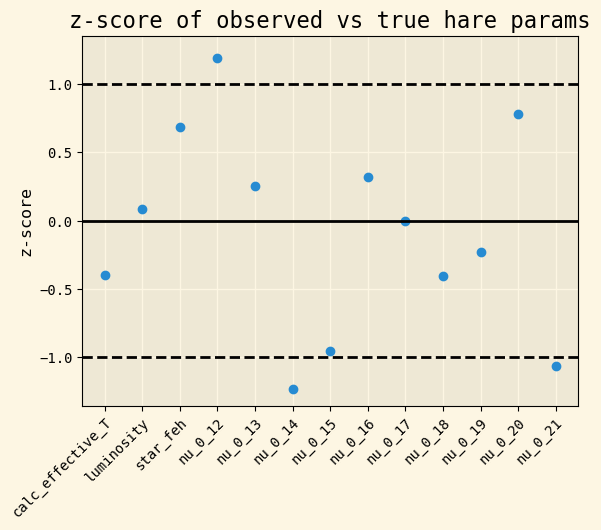 z-score of observed vs true hare params
z-score
1.0
0.5
0.0
−0.5
−1.0
calc_effective_T
luminosity
star_feh
nu_0_12
nu_0_13
nu_0_14
nu_0_15
nu_0_16
nu_0_17
nu_0_18
nu_0_19
nu_0_20
nu_0_21